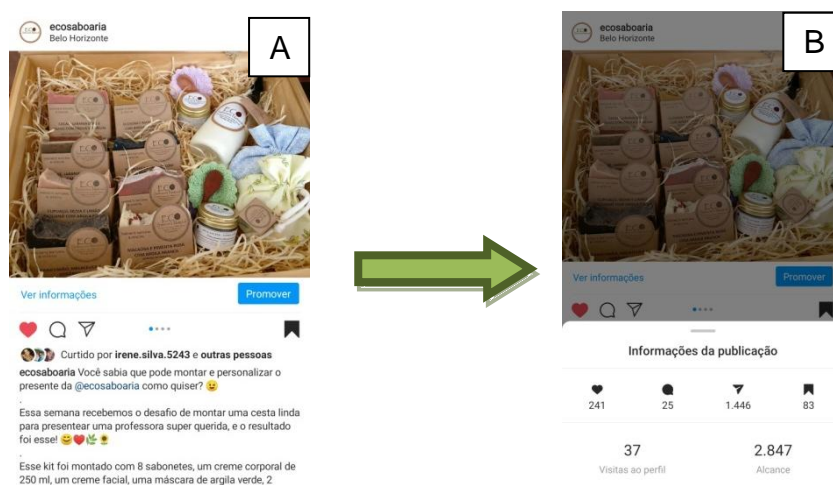 ecosaboaria
Belo Horizonte
A
ECO
Ver informações
Promover
Curtido por irene.silva.5243 e outras pessoas
ecosaboaria Você sabia que pode montar e personalizar o
presente da @ecosaboaria como quiser?
.
Essa semana recebemos o desafio de montar uma cesta linda
para presentear uma professora super querida, e o resultado
foi esse!
.
Esse kit foi montado com 8 sabonetes, um creme corporal de
250 ml, um creme facial, uma máscara de argila verde, 2
ecosaboaria
Belo Horizonte
B
Ver informações
Promover
Informações da publicação
241 25 1.446 83
37 2.847
Visitas ao perfil Alcance